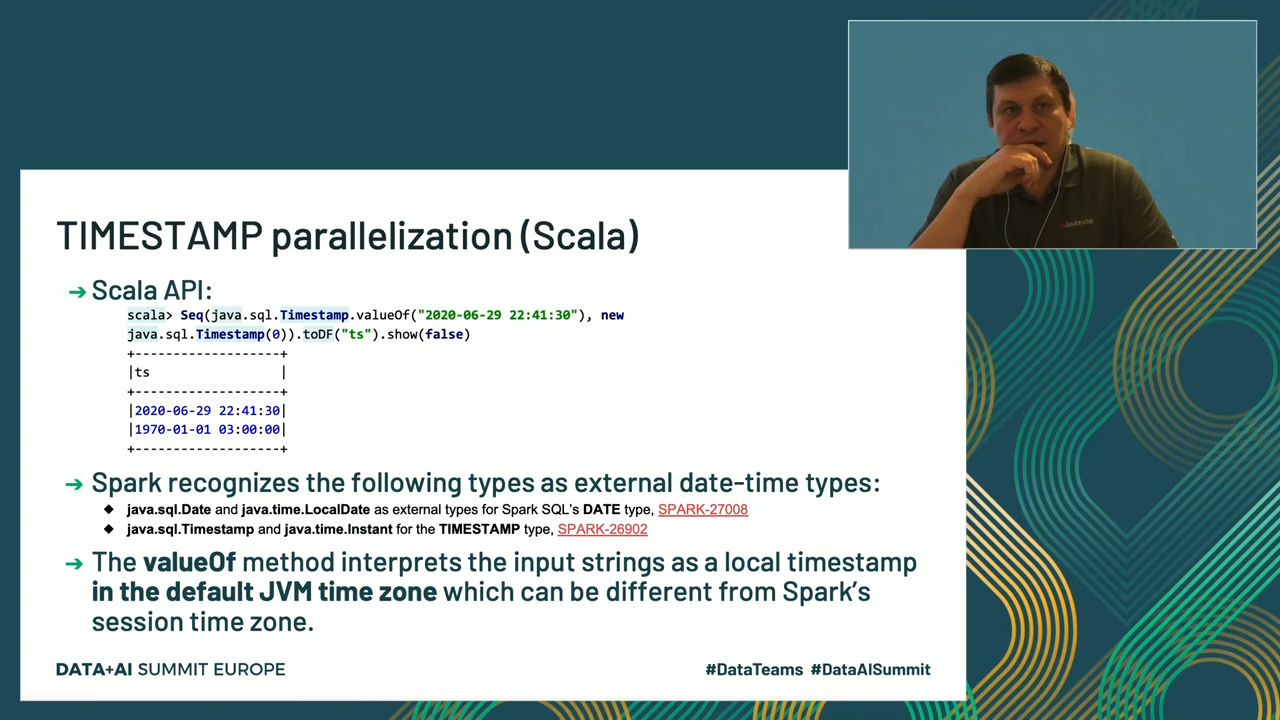 TIMESTAMP parallelization (Scala)
➔ Scala API:
scala> Seq(java.sql.Timestamp.valueOf("2020-06-29 22:41:30"), new
java.sql.Timestamp(0)).toDF("ts").show(false)
+-------------------+
|ts                 |
+-------------------+
|2020-06-29 22:41:30|
|1970-01-01 03:00:00|
+-------------------+
➔ Spark recognizes the following types as external date-time types:
◆ java.sql.Date and java.time.LocalDate as external types for Spark SQL's DATE type, SPARK-27008
◆ java.sql.Timestamp and java.time.Instant for the TIMESTAMP type, SPARK-26902
➔ The valueOf method interprets the input strings as a local timestamp
in the default JVM time zone which can be different from Spark's
session time zone.
DATA+AI SUMMIT EUROPE
#DataTeams #DataAISummit
databricks